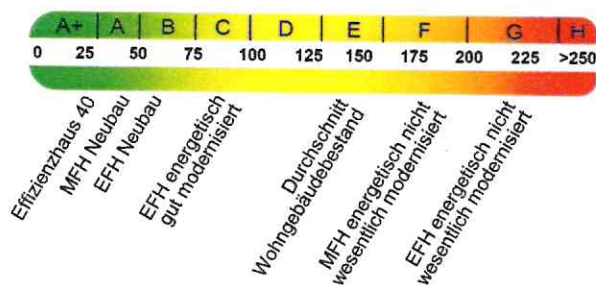 A+ A B C D E F G H
0 25 50 75 100 125 150 175 200 225 >250
Effizienzhaus 40
MFH Neubau
EFH Neubau
EFH energetisch
gut modernisiert
Durchschnitt
Wohngebäudebestand
MFH energetisch nicht
wesentlich modernisiert
EFH energetisch nicht
wesentlich modernisiert